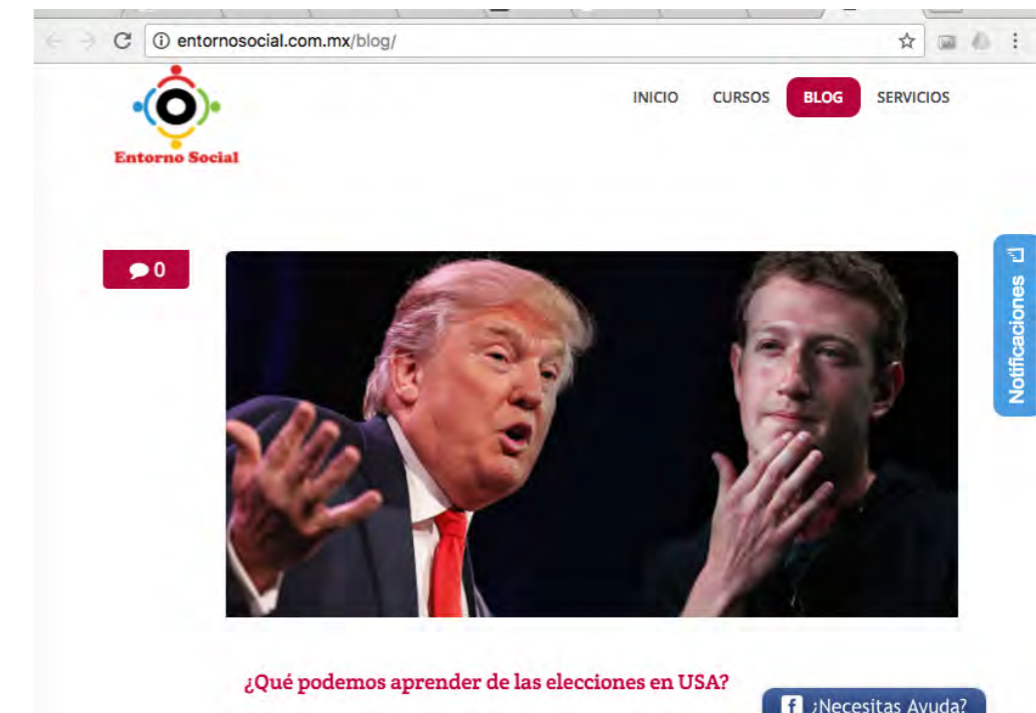 entornosocial.com.mx/blog/
INICIO CURSOS BLOG SERVICIOS
Entorno Social
0
Notificaciones
¿Qué podemos aprender de las elecciones en USA?
f ¿Necesitas Ayuda?